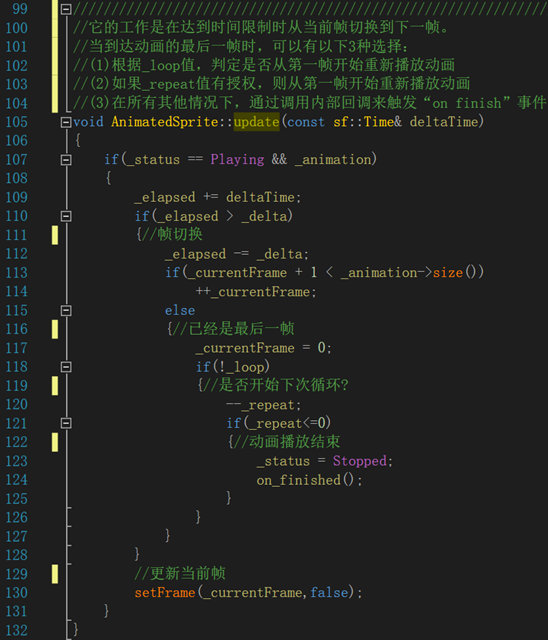 99 ////////////////////////////////////////////////////////////////
100 //它的工作是在达到时间限制时从当前帧切换到下一帧。
101 //当到达动画的最后一帧时，可以有以下3种选择：
102 //(1)根据_loop值，判定是否从第一帧开始重新播放动画
103 //(2)如果_repeat值有授权，则从第一帧开始重新播放动画
104 //(3)在所有其他情况下，通过调用内部回调来触发“on finish”事件
105 void AnimatedSprite::update(const sf::Time& deltaTime)
106 {
107 if(_status == Playing && _animation)
108 {
109 _elapsed += deltaTime;
110 if(_elapsed > _delta)
111 {//帧切换
112 _elapsed -= _delta;
113 if(_currentFrame + 1 < _animation->size())
114 ++_currentFrame;
115 else
116 {//已经是最后一帧
117 _currentFrame = 0;
118 if(!_loop)
119 {//是否开始下次循环?
120 --_repeat;
121 if(_repeat<=0)
122 {//动画播放结束
123 _status = Stopped;
124 on_finished();
125 }
126 }
127 }
128 }
129 //更新当前帧
130 setFrame(_currentFrame,false);
131 }
132 }